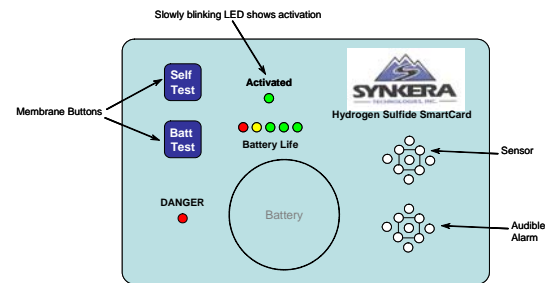 Slowly blinking LED shows activation
Self
Test
Activated
SYNKERA
TECHNOLOGIES, INC.
Hydrogen Sulfide SmartCard
Membrane Buttons
Batt
Test
Battery Life
Sensor
DANGER
Battery
Audible
Alarm